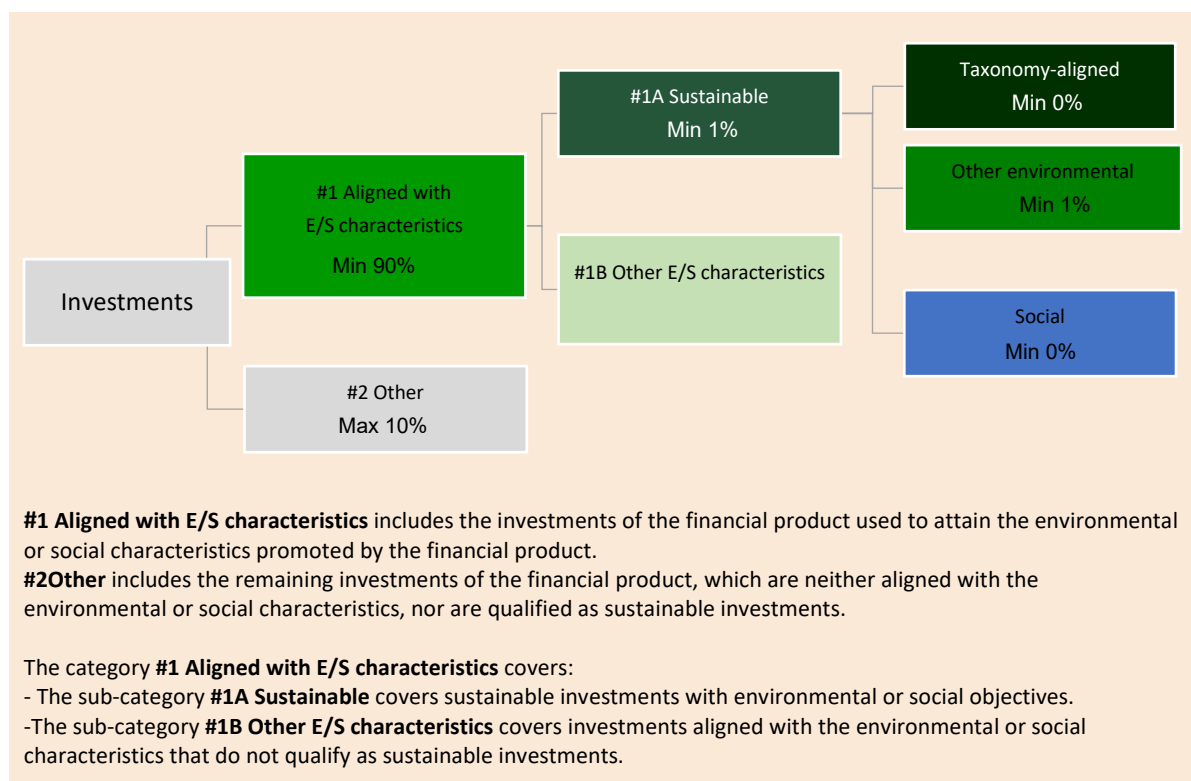 Investments
#1 Aligned with
E/S characteristics
Min 90%
#2 Other
Max 10%
#1A Sustainable
Min 1%
#1B Other E/S characteristics
Taxonomy-aligned
Min 0%
Other environmental
Min 1%
Social
Min 0%
#1 Aligned with E/S characteristics includes the investments of the financial product used to attain the environmental
or social characteristics promoted by the financial product.
#2Other includes the remaining investments of the financial product, which are neither aligned with the
environmental or social characteristics, nor are qualified as sustainable investments.
The category #1 Aligned with E/S characteristics covers:
- The sub-category #1A Sustainable covers sustainable investments with environmental or social objectives.
-The sub-category #1B Other E/S characteristics covers investments aligned with the environmental or social
characteristics that do not qualify as sustainable investments.